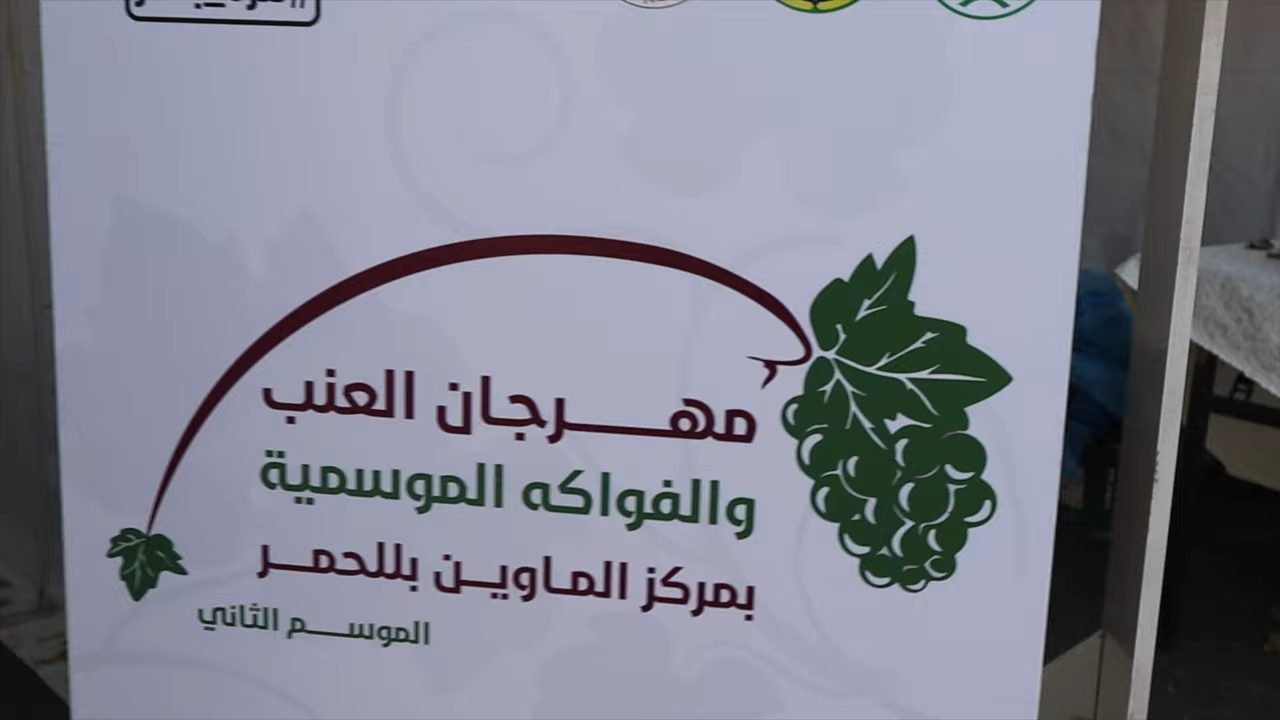 مهرجان العنب
والفواكه الموسمية
بمركز الماوين بللحمر
الموسم الثاني